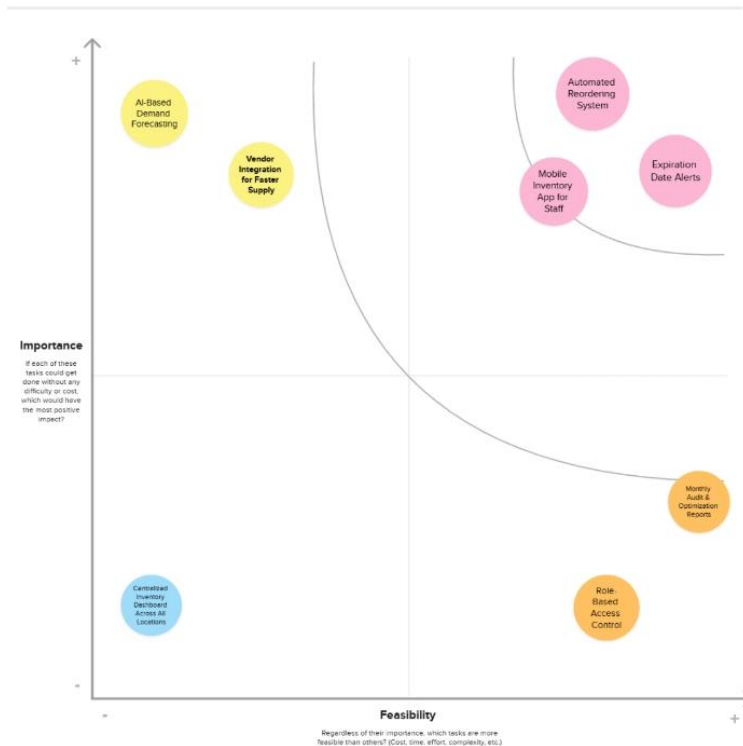 +
AI-Based
Demand
Forecasting
Vendor
Integration
for Faster
Supply
Automated
Reordering
System
Mobile
Inventory
App for
Staff
Expiration
Date Alerts
Importance
If each of these
tasks could get
done without any
difficulty or cost,
which would have
the most positive
impact?
Monthly
Audit &
Optimization
Reports
Centralized
Inventory
Dashboard
Across All
Locations
Role-
Based
Access
Control
-
-
Feasibility
+
Regardless of their importance, which tasks are more
feasible than others? (Cost, time, effort, complexity, etc.)